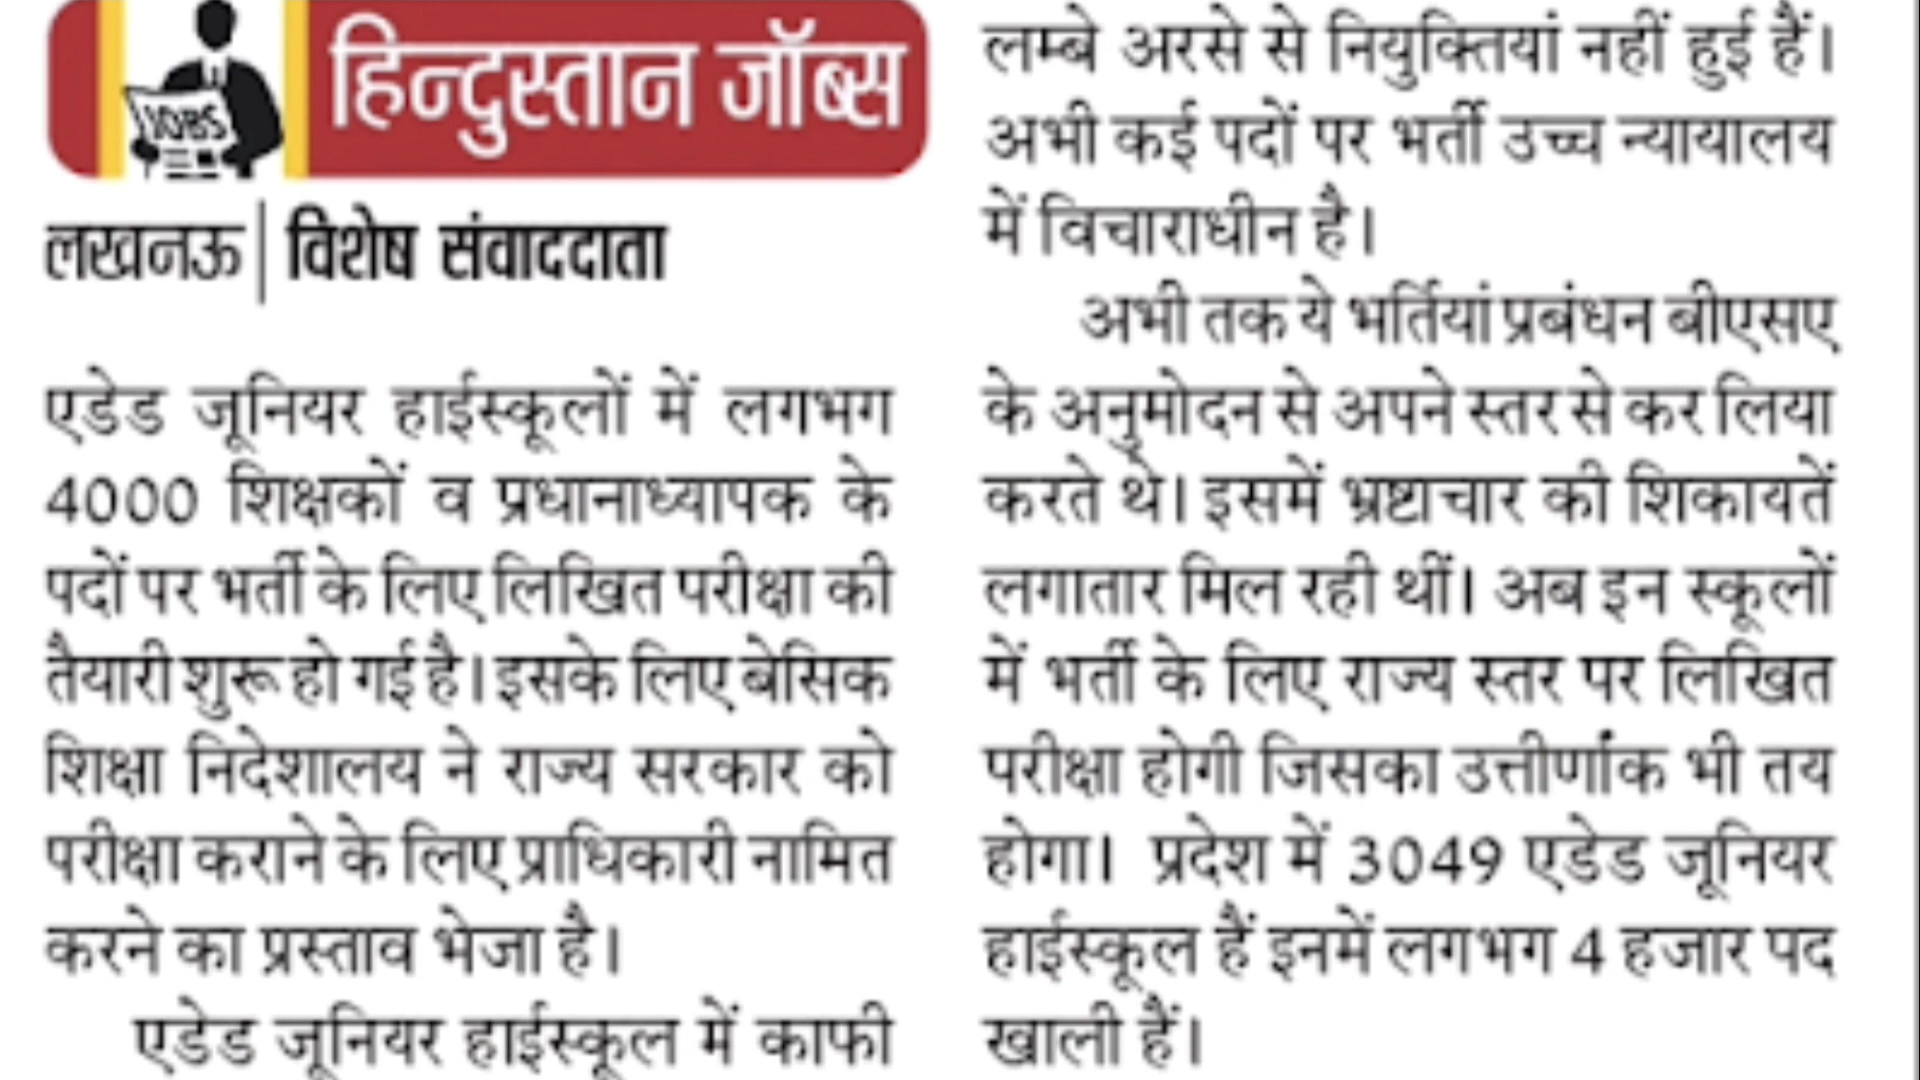 JOBS
हिन्दुस्तान जॉब्स
लखनऊ | विशेष संवाददाता
एडेड जूनियर हाईस्कूलों में लगभग
4000 शिक्षकों व प्रधानाध्यापक के
पदों पर भर्ती के लिए लिखित परीक्षा की
तैयारी शुरू हो गई है। इसके लिए बेसिक
शिक्षा निदेशालय ने राज्य सरकार को
परीक्षा कराने के लिए प्राधिकारी नामित
करने का प्रस्ताव भेजा है।
एडेड जूनियर हाईस्कूल में काफी
लम्बे अरसे से नियुक्तियां नहीं हुई हैं।
अभी कई पदों पर भर्ती उच्च न्यायालय
में विचाराधीन है।
अभी तक ये भर्तियां प्रबंधन बीएसए
के अनुमोदन से अपने स्तर से कर लिया
करते थे। इसमें भ्रष्टाचार की शिकायतें
लगातार मिल रही थीं। अब इन स्कूलों
में भर्ती के लिए राज्य स्तर पर लिखित
परीक्षा होगी जिसका उत्तीर्णांक भी तय
होगा। प्रदेश में 3049 एडेड जूनियर
हाईस्कूल हैं इनमें लगभग 4 हजार पद
खाली हैं।